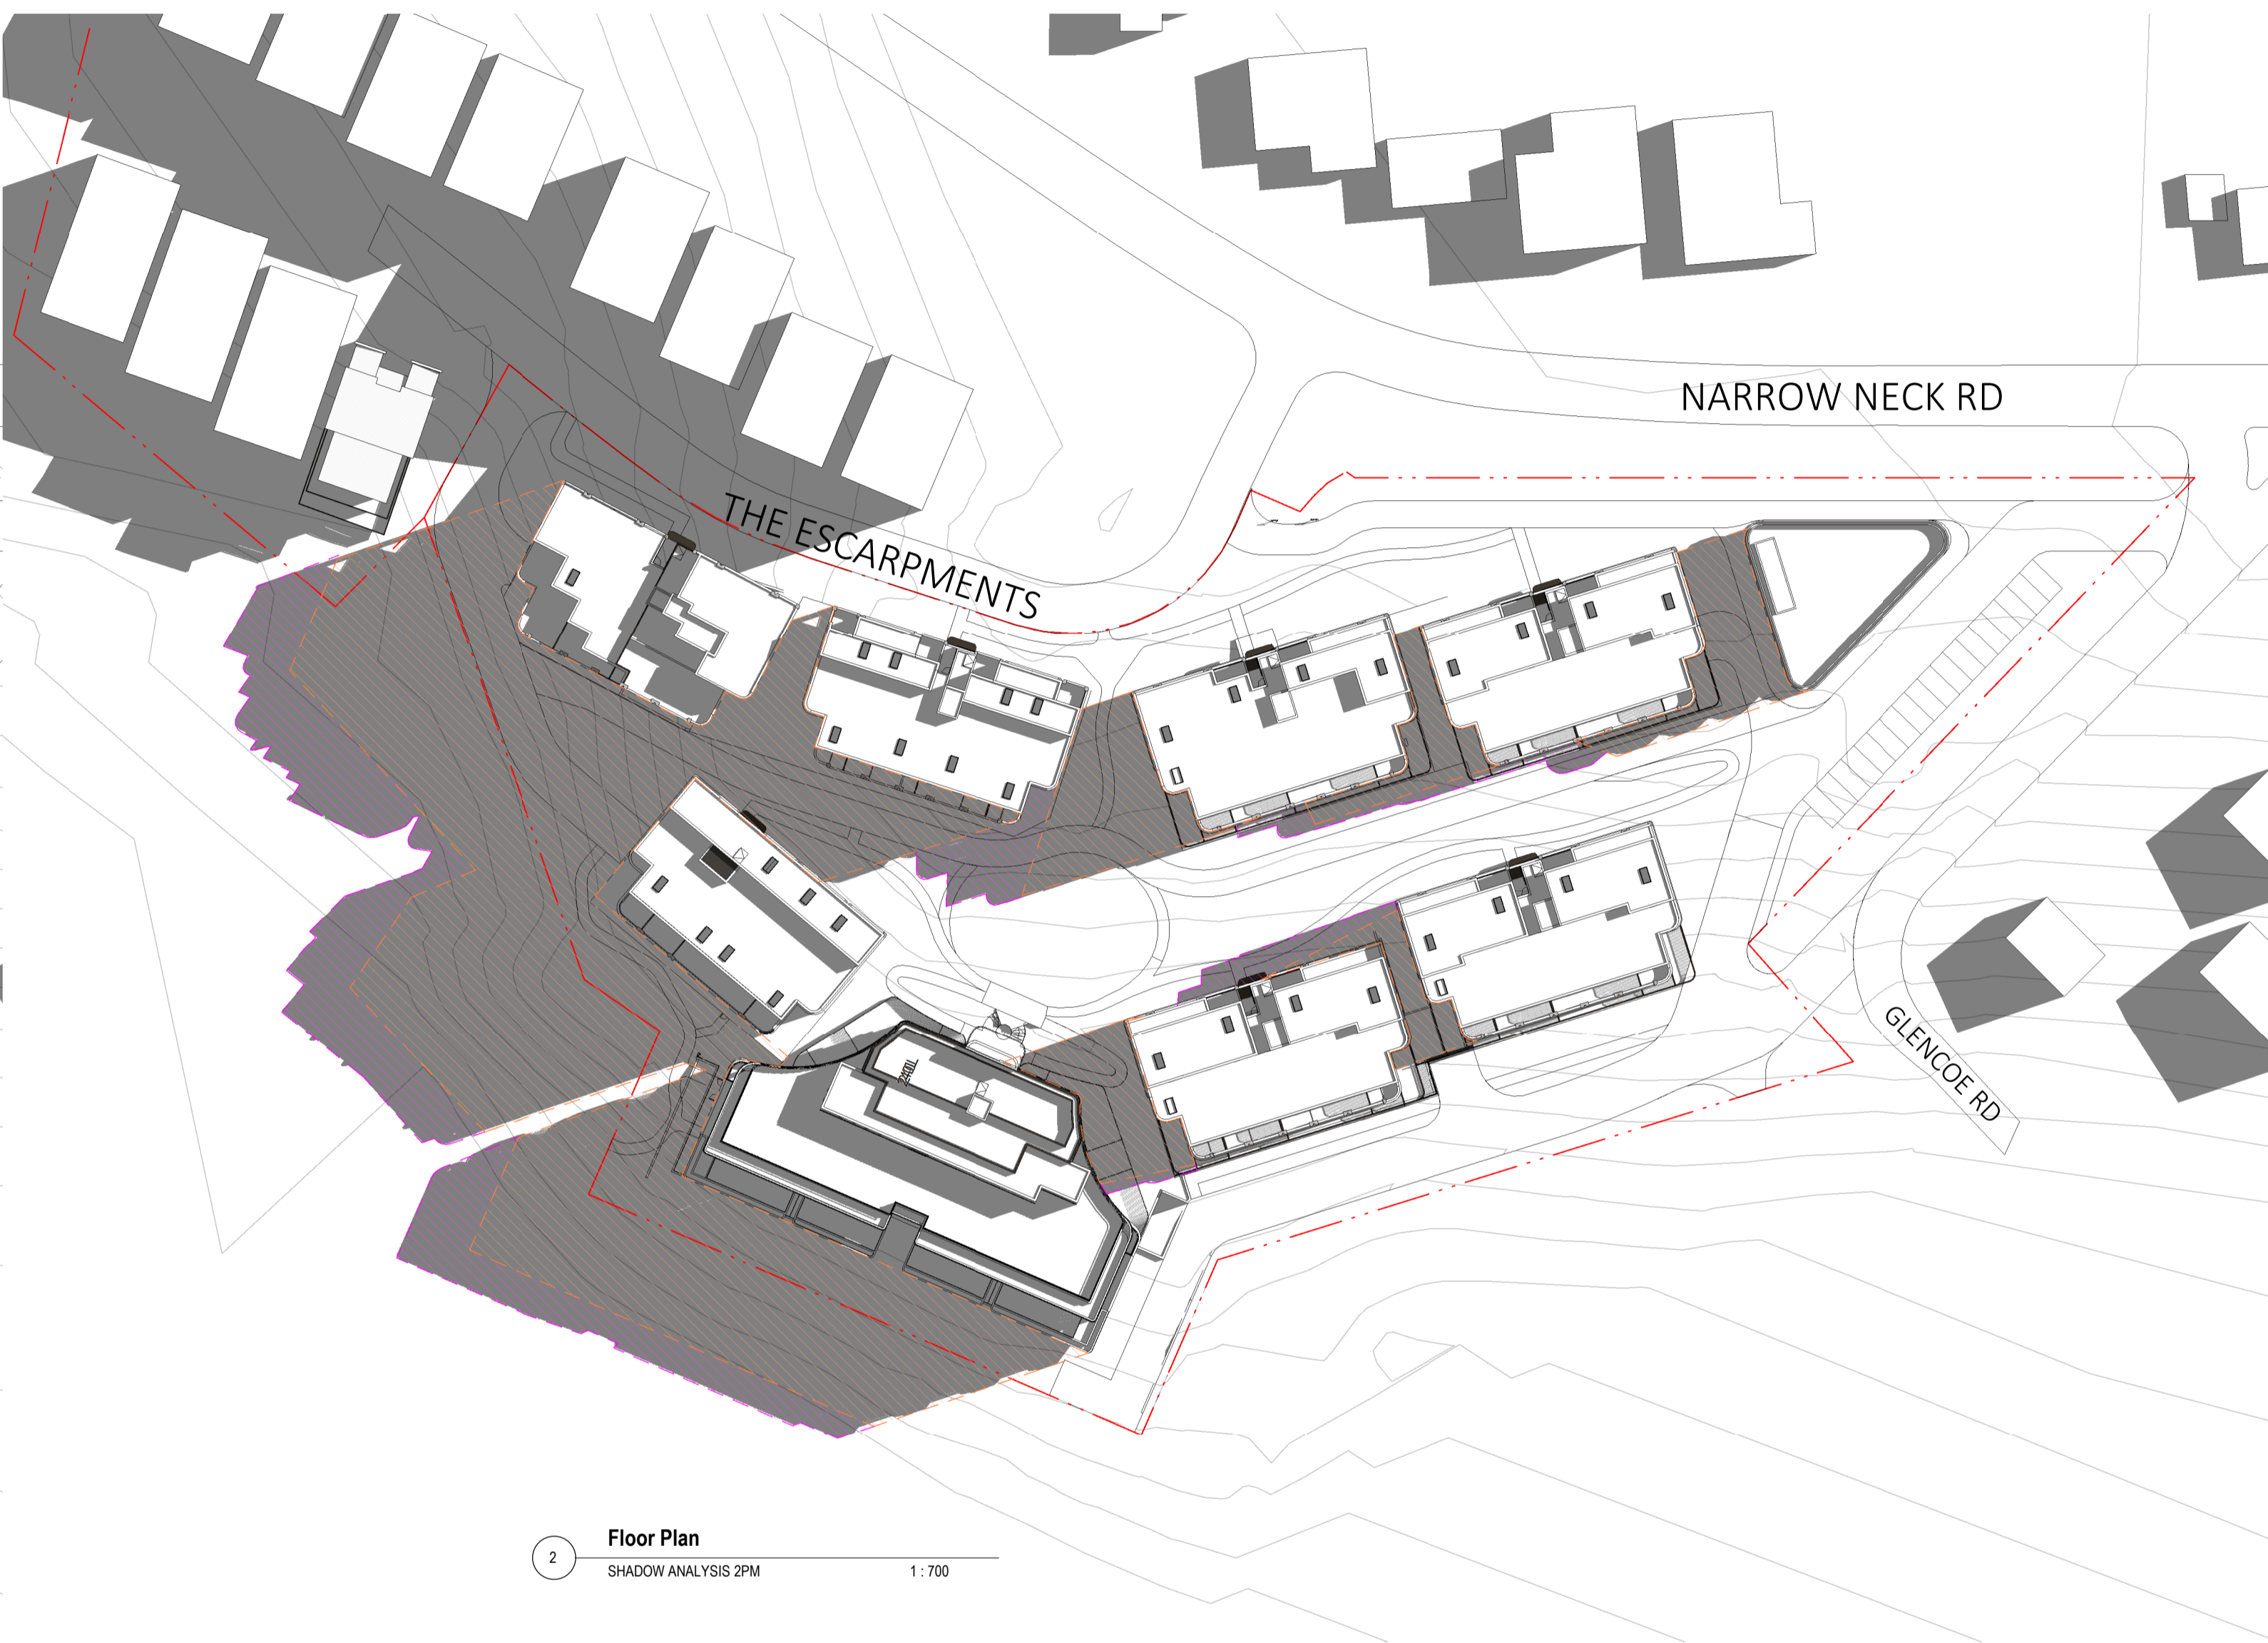 NARROW NECK RD
THE ESCARPMENTS
GLENCOE RD
2
Floor Plan
SHADOW ANALYSIS 2PM
1 : 700